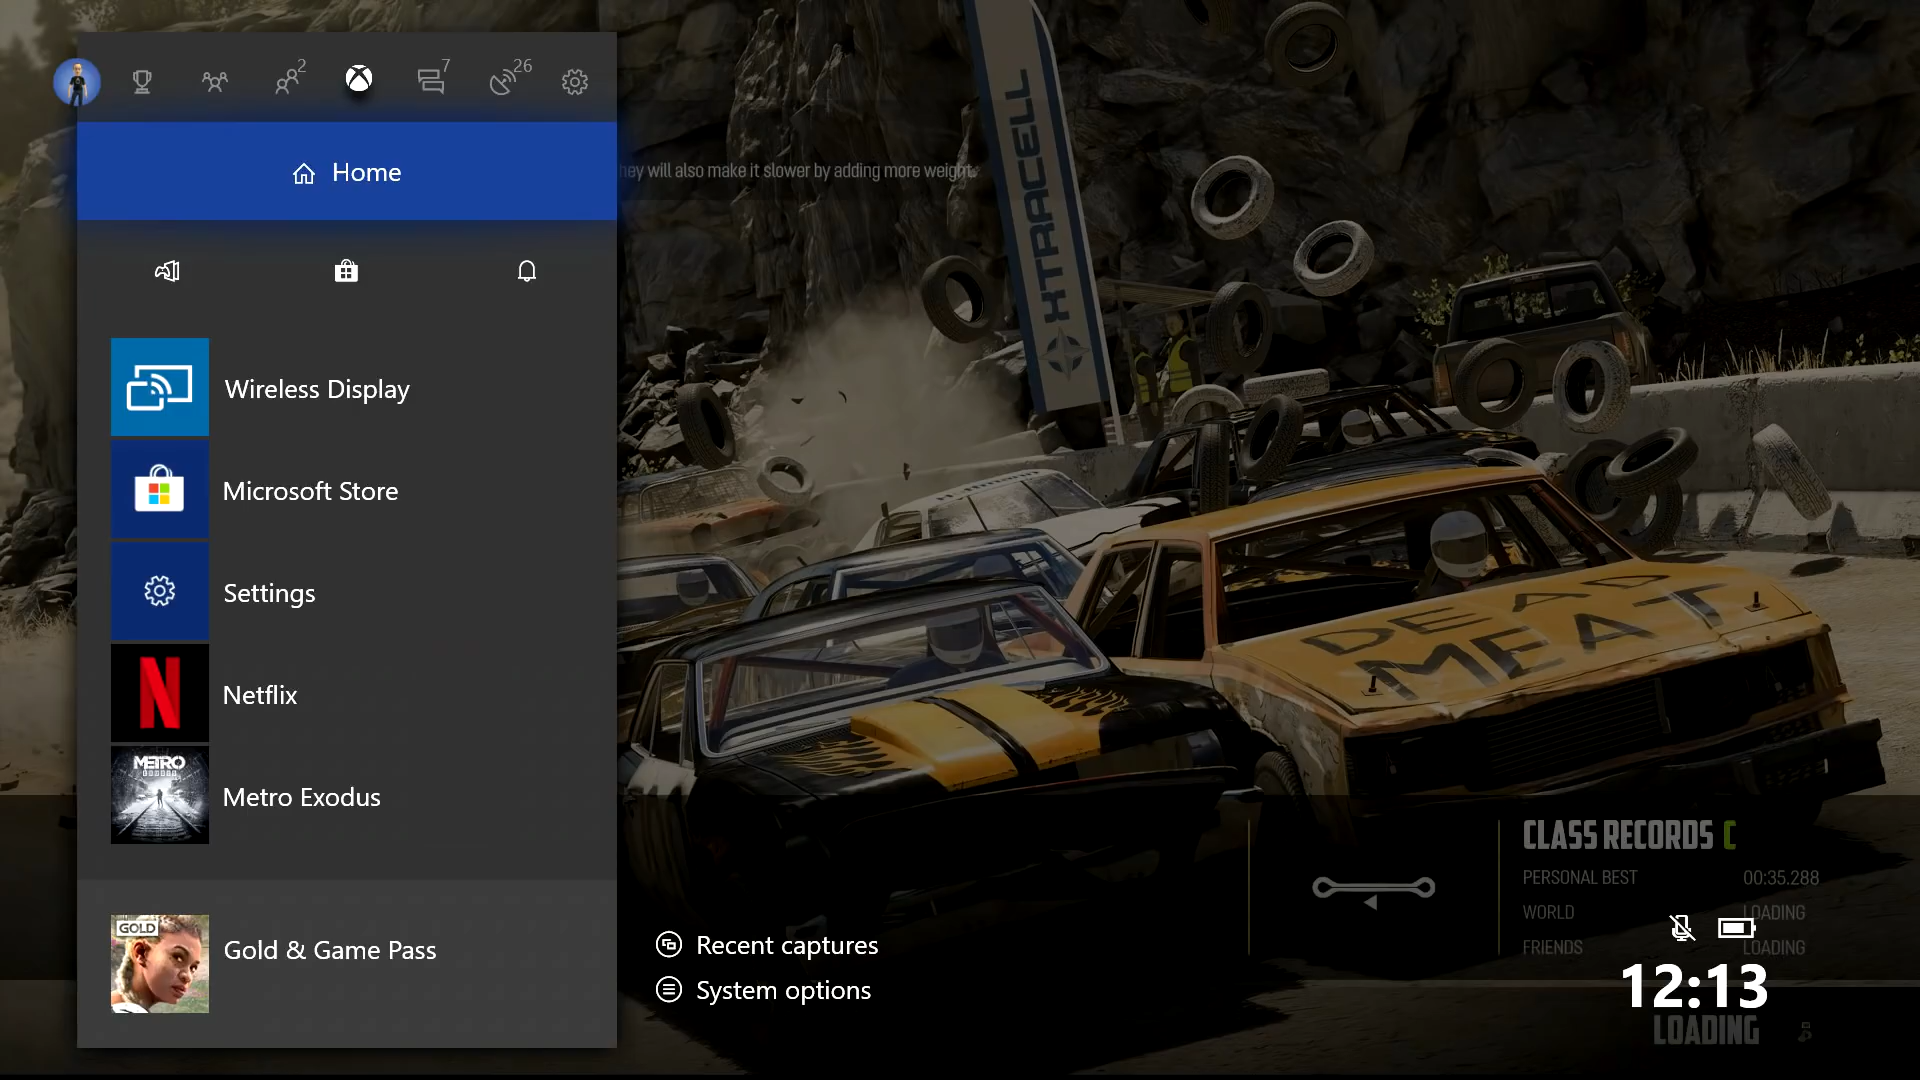 2
7
26
Home
hey will also make it slower by adding more weight.
XTRACELL
Wireless Display
Microsoft Store
Settings
Netflix
METRO
EXODUS
Metro Exodus
DEAD
MEAT
GOLD
Gold & Game Pass
Recent captures
System options
CLASS RECORDS C
PERSONAL BEST 00:35.288
WORLD LOADING
FRIENDS LOADING
12:13
LOADING